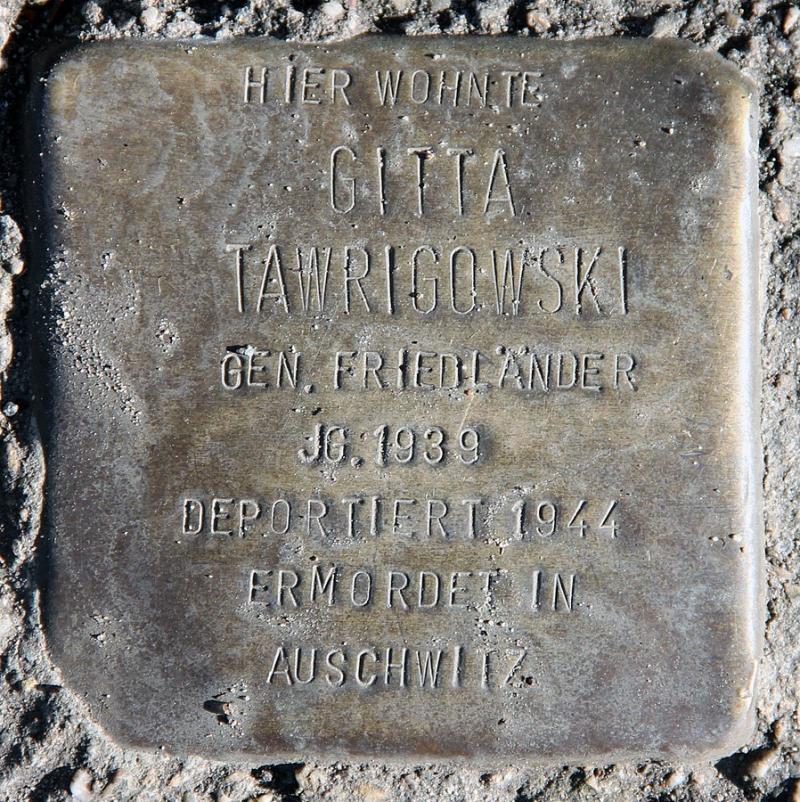 HIER WOHNTE
GITTA
TAWRIGOWSKI
GEN. FRIEDLÄNDER
JG. 1939
DEPORTIERT 1944
ERMORDET IN
AUSCHWITZ